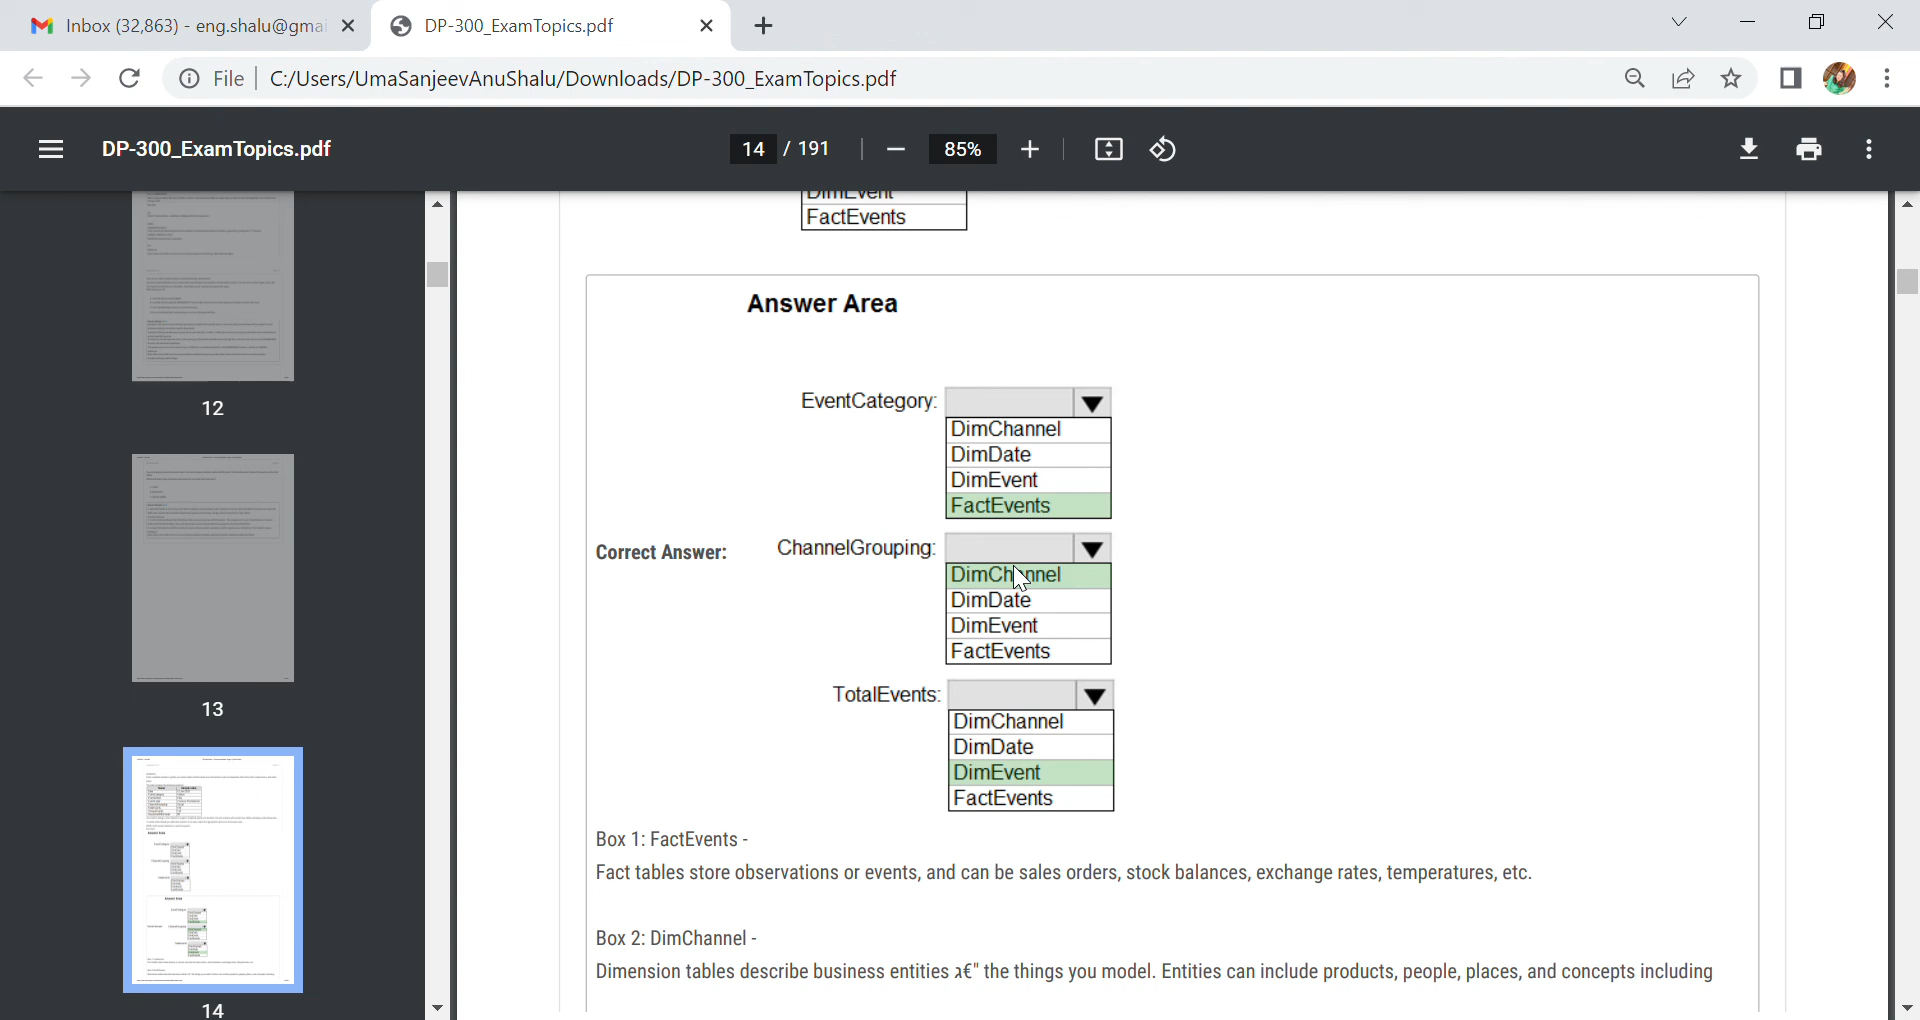 Inbox (32,863) - eng.shalu@gmai
DP-300_ExamTopics.pdf
File
C:/Users/UmaSanjeevAnuShalu/Downloads/DP-300_ExamTopics.pdf
DP-300_ExamTopics.pdf
14 / 191
85%
12
13
14
DimEvent
FactEvents
Answer Area
EventCategory:
DimChannel
DimDate
DimEvent
FactEvents
Correct Answer:
ChannelGrouping:
DimChannel
DimDate
DimEvent
FactEvents
TotalEvents:
DimChannel
DimDate
DimEvent
FactEvents
Box 1: FactEvents -
Fact tables store observations or events, and can be sales orders, stock balances, exchange rates, temperatures, etc.
Box 2: DimChannel -
Dimension tables describe business entities גא€" the things you model. Entities can include products, people, places, and concepts including